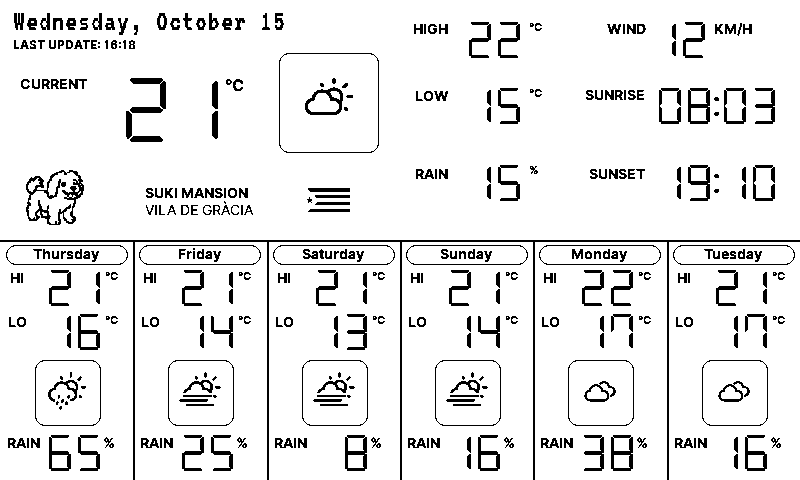 Wednesday, October 15
LAST UPDATE: 16:18
CURRENT 21 °C
HIGH 22 °C
WIND 12 KM/H
LOW 15 °C
SUNRISE 08:03
RAIN 15 %
SUNSET 19:10
SUKI MANSION
VILA DE GRÀCIA
Thursday
HI 21 °C
LO 16 °C
RAIN 65 %
Friday
HI 21 °C
LO 14 °C
RAIN 25 %
Saturday
HI 21 °C
LO 13 °C
RAIN 8 %
Sunday
HI 21 °C
LO 14 °C
RAIN 16 %
Monday
HI 22 °C
LO 17 °C
RAIN 38 %
Tuesday
HI 21 °C
LO 17 °C
RAIN 16 %